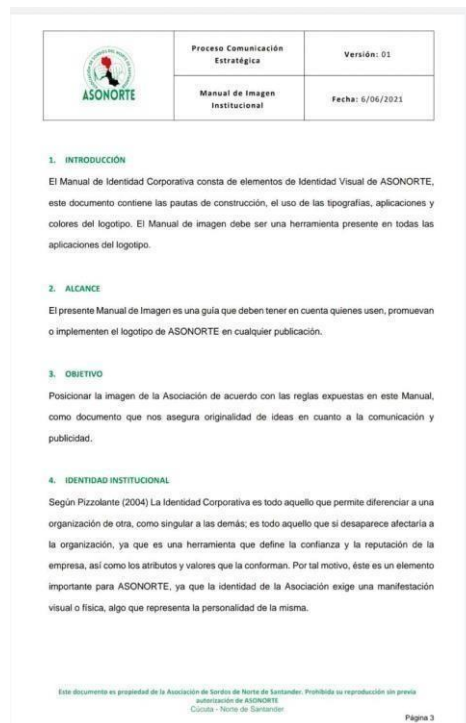 ASONORTE
Proceso Comunicación
Estratégica
Versión: 01
Manual de Imagen
Institucional
Fecha: 6/06/2021
1. INTRODUCCIÓN
El Manual de Identidad Corporativa consta de elementos de Identidad Visual de ASONORTE,
este documento contiene las pautas de construcción, el uso de las tipografías, aplicaciones y
colores del logotipo. El Manual de imagen debe ser una herramienta presente en todas las
aplicaciones del logotipo.
2. ALCANCE
El presente Manual de Imagen es una guía que deben tener en cuenta quienes usen, promuevan
o implementen el logotipo de ASONORTE en cualquier publicación.
3. OBJETIVO
Posicionar la imagen de la Asociación de acuerdo con las reglas expuestas en este Manual,
como documento que nos asegura originalidad de ideas en cuanto a la comunicación y
publicidad.
4. IDENTIDAD INSTITUCIONAL
Según Pizzolante (2004) La Identidad Corporativa es todo aquello que permite diferenciar a una
organización de otra, como singular a las demás; es todo aquello que si desaparece afectaría a
la organización, ya que es una herramienta que define la confianza y la reputación de la
empresa, así como los atributos y valores que la conforman. Por tal motivo, éste es un elemento
importante para ASONORTE, ya que la identidad de la Asociación exige una manifestación
visual o física, algo que representa la personalidad de la misma.
Este documento es propiedad de la Asociación de Sordos de Norte de Santander. Prohibida su reproducción sin previa
autorización de ASONORTE
Cúcuta - Norte de Santander
Página 3